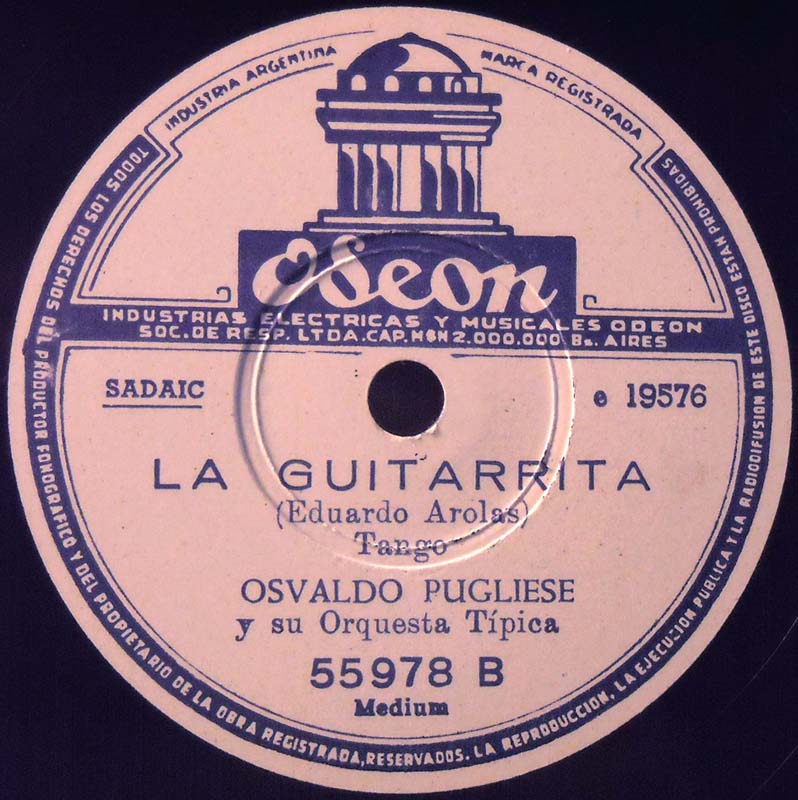 INDUSTRIA ARGENTINA
MARCA REGISTRADA
Odeon
INDUSTRIAS ELECTRICAS Y MUSICALES ODEON
SOC. DE RESP. LTDA. CAP. M$N 2.000.000 Bs. AIRES
SADAIC
e 19576
LA GUITARRITA
(Eduardo Arolas)
Tango
OSVALDO PUGLIESE
y su Orquesta Típica
55978 B
Medium
TODOS LOS DERECHOS DEL PRODUCTOR FONOGRAFICO Y DEL PROPIETARIO DE LA OBRA REGISTRADA, RESERVADOS. LA REPRODUCCION, LA EJECUCION PUBLICA Y LA RADIODIFUSION DE ESTE DISCO ESTAN PROHIBIDAS